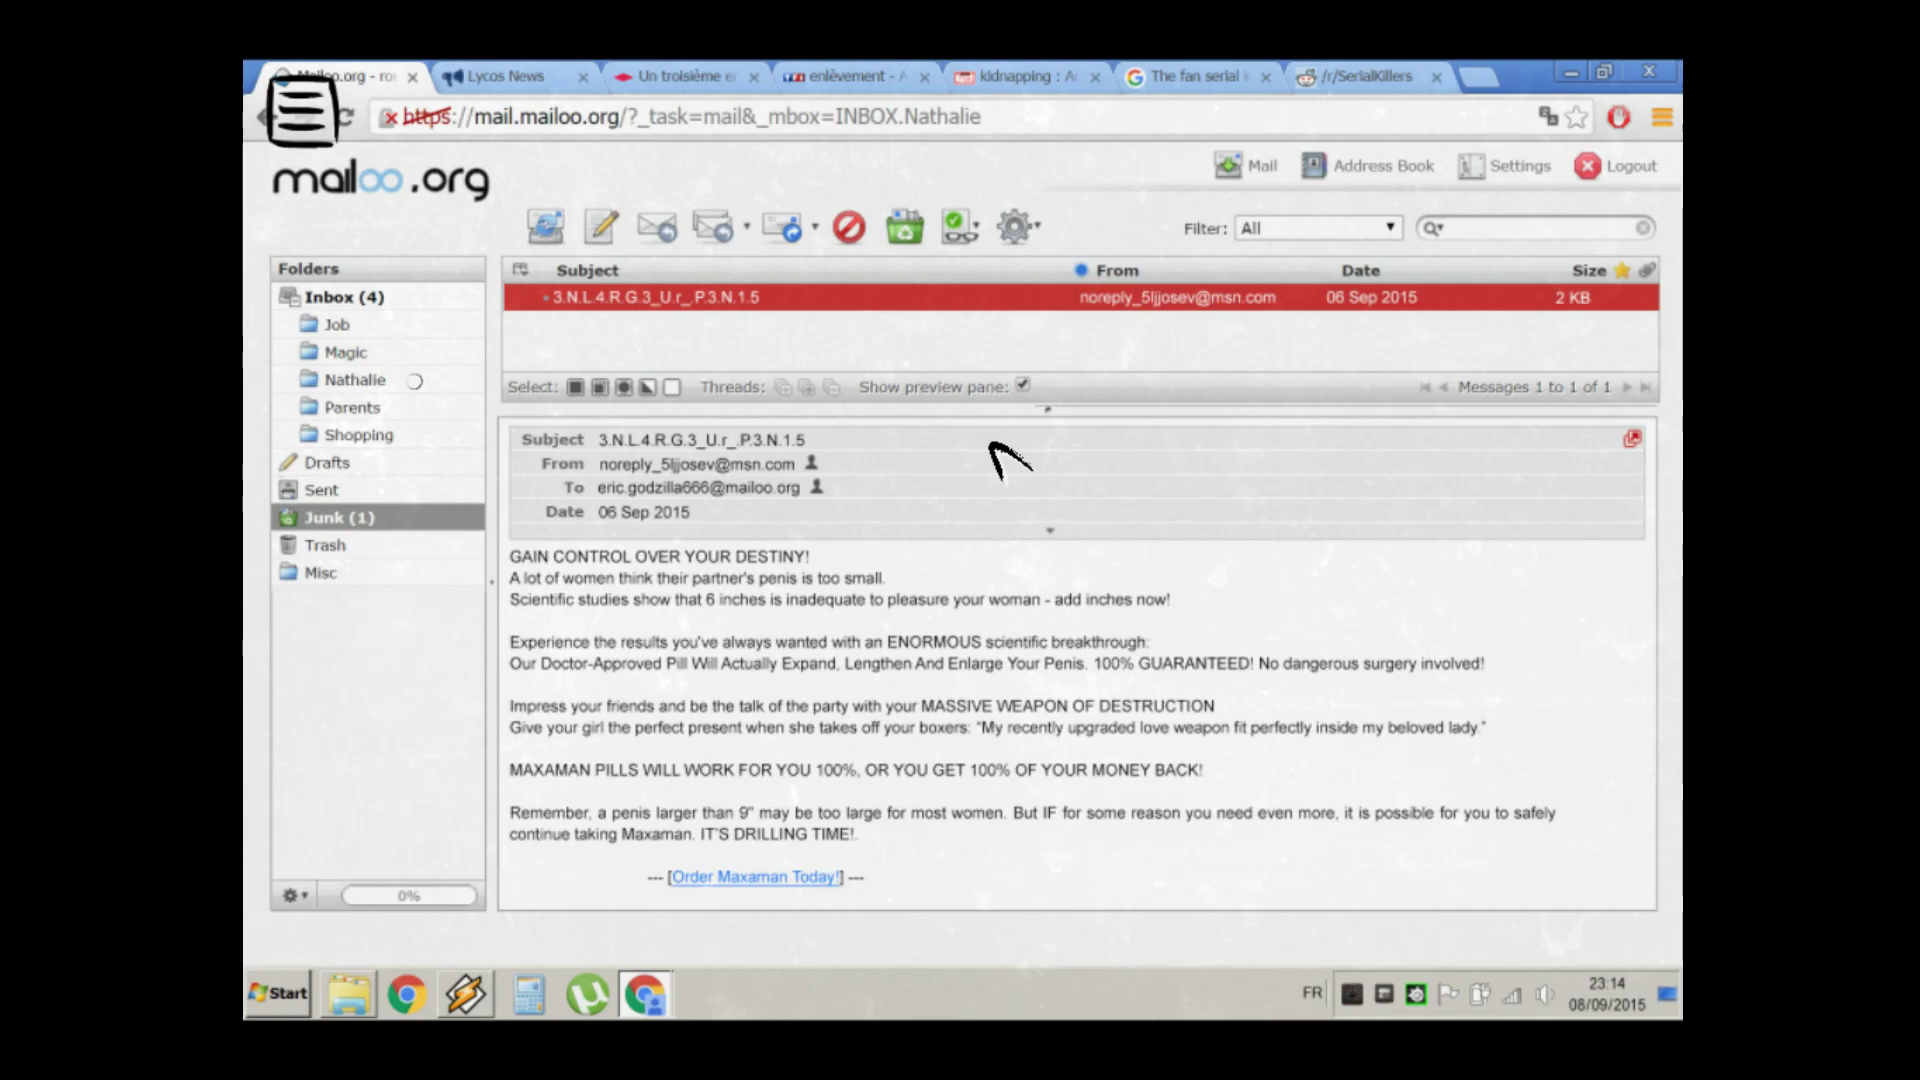 Mailoo.org - ro
Lycos News
Un troisième e
enlèvement - A
kidnapping : Ac
The fan serial k
/r/SerialKillers
https://mail.mailoo.org/?_task=mail&_mbox=INBOX.Nathalie
mailoo.org
Mail
Address Book
Settings
Logout
Filter: All
Folders
Subject
From
Date
Size
Inbox (4)
3.N.L.4.R.G.3_U.r_.P.3.N.1.5
noreply_5ljjosev@msn.com
06 Sep 2015
2 KB
Job
Magic
Nathalie
Parents
Shopping
Drafts
Sent
Junk (1)
Trash
Misc
0%
Select:
Threads:
Show preview pane:
Messages 1 to 1 of 1
Subject 3.N.L.4.R.G.3_U.r_.P.3.N.1.5
From noreply_5ljjosev@msn.com
To eric.godzilla666@mailoo.org
Date 06 Sep 2015
GAIN CONTROL OVER YOUR DESTINY!
A lot of women think their partner's penis is too small.
Scientific studies show that 6 inches is inadequate to pleasure your woman - add inches now!
Experience the results you've always wanted with an ENORMOUS scientific breakthrough:
Our Doctor-Approved Pill Will Actually Expand, Lengthen And Enlarge Your Penis. 100% GUARANTEED! No dangerous surgery involved!
Impress your friends and be the talk of the party with your MASSIVE WEAPON OF DESTRUCTION
Give your girl the perfect present when she takes off your boxers: "My recently upgraded love weapon fit perfectly inside my beloved lady."
MAXAMAN PILLS WILL WORK FOR YOU 100%, OR YOU GET 100% OF YOUR MONEY BACK!
Remember, a penis larger than 9" may be too large for most women. But IF for some reason you need even more, it is possible for you to safely
continue taking Maxaman. IT'S DRILLING TIME!.
--- [Order Maxaman Today!] ---
Start
FR
23:14
08/09/2015